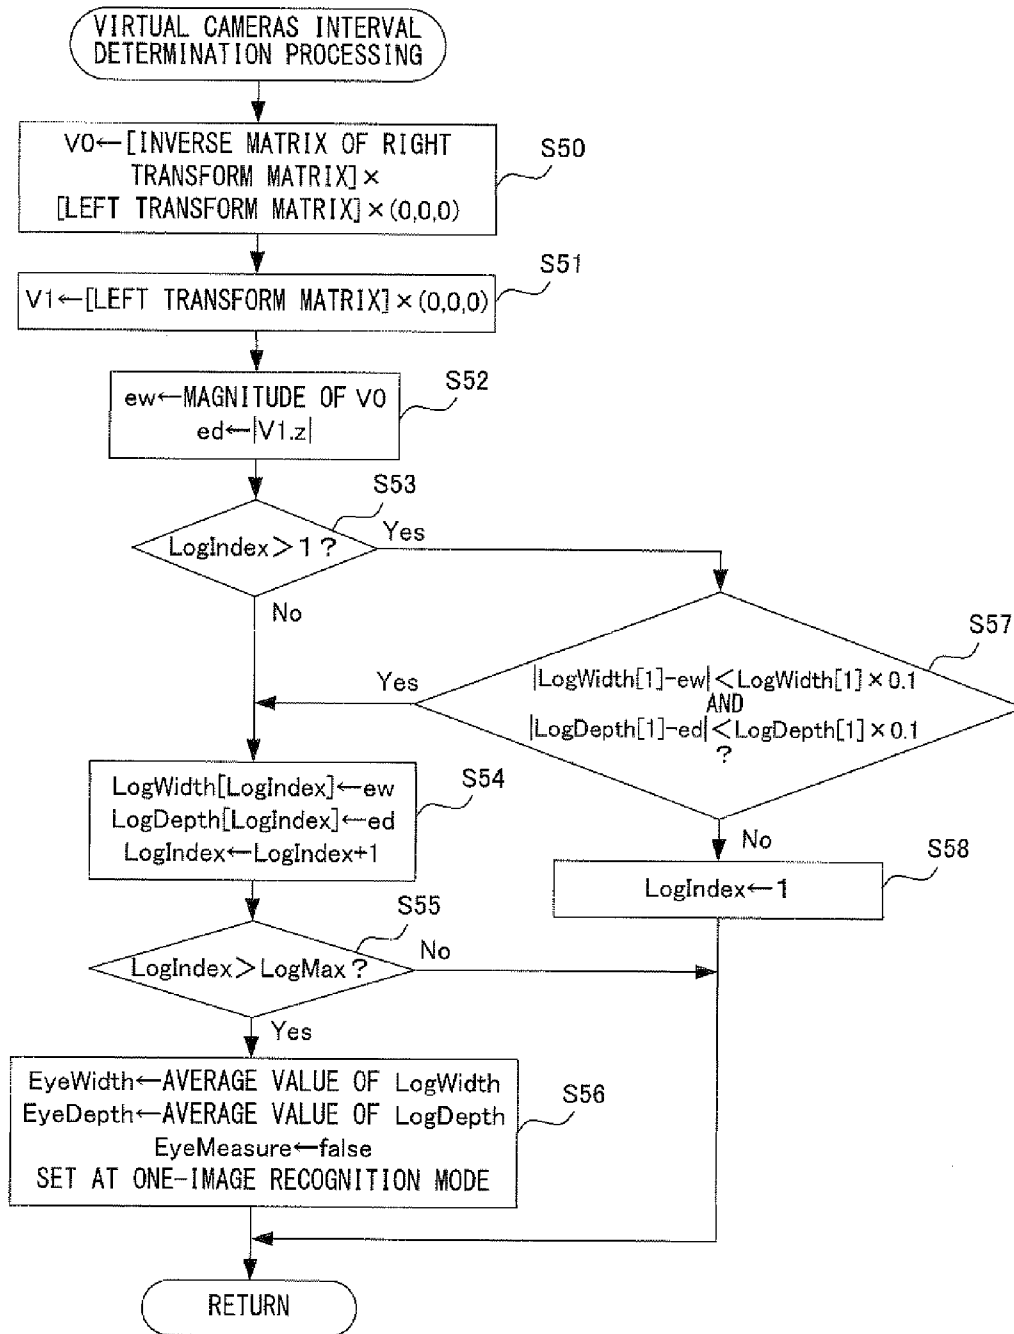 VIRTUAL CAMERAS INTERVAL
DETERMINATION PROCESSING
V0←[INVERSE MATRIX OF RIGHT
TRANSFORM MATRIX]×
[LEFT TRANSFORM MATRIX]×(0,0,0)
S50
V1←[LEFT TRANSFORM MATRIX]×(0,0,0)
S51
ew←MAGNITUDE OF V0
ed←|V1.z|
S52
S53
LogIndex>1?
Yes
No
S57
|LogWidth[1]-ew|<LogWidth[1]×0.1
AND
|LogDepth[1]-ed|<LogDepth[1]×0.1
?
Yes
No
LogWidth[LogIndex]←ew
LogDepth[LogIndex]←ed
LogIndex←LogIndex+1
S54
LogIndex←1
S58
S55
LogIndex>LogMax?
No
Yes
EyeWidth←AVERAGE VALUE OF LogWidth
EyeDepth←AVERAGE VALUE OF LogDepth
EyeMeasure←false
SET AT ONE-IMAGE RECOGNITION MODE
S56
RETURN